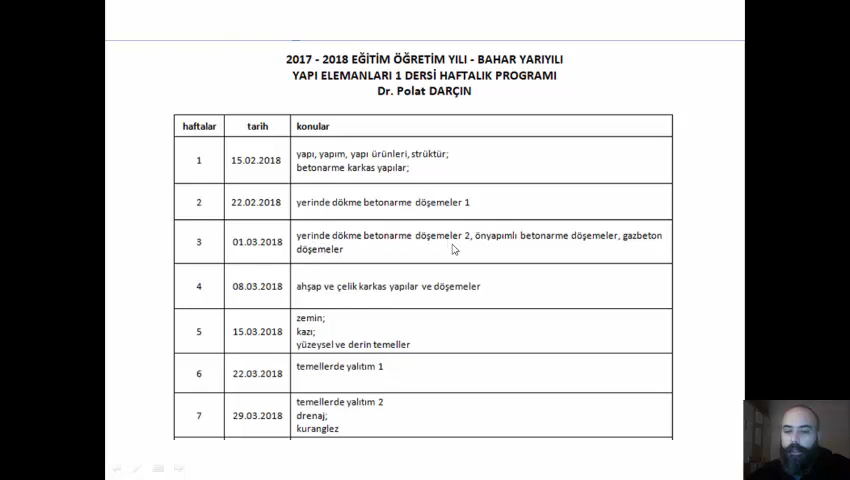 2017 - 2018 EĞİTİM ÖĞRETİM YILI - BAHAR YARIYILI
YAPI ELEMANLARI 1 DERSİ HAFTALIK PROGRAMI
Dr. Polat DARÇIN
haftalar tarih konular
1 15.02.2018 yapı, yapım, yapı ürünleri, strüktür;
betonarme karkas yapılar;
2 22.02.2018 yerinde dökme betonarme döşemeler 1
3 01.03.2018 yerinde dökme betonarme döşemeler 2, önyapımlı betonarme döşemeler, gazbeton
döşemeler
4 08.03.2018 ahşap ve çelik karkas yapılar ve döşemeler
5 15.03.2018 zemin;
kazı;
yüzeysel ve derin temeller
6 22.03.2018 temellerde yalıtım 1
7 29.03.2018 temellerde yalıtım 2
drenaj;
kuranglez